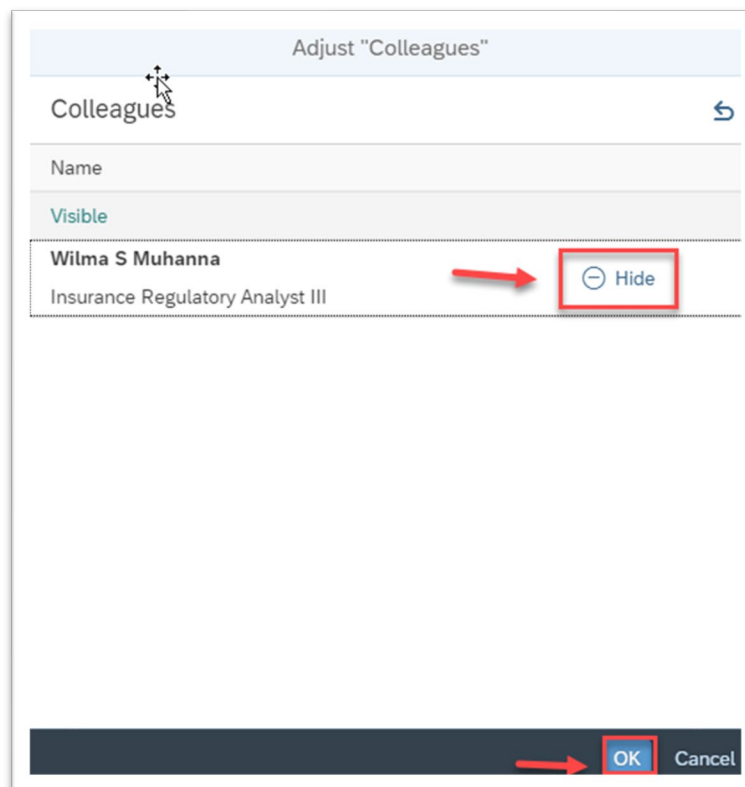 Adjust "Colleagues"
Colleagues
Name
Visible
Wilma S Muhanna
Hide
Insurance Regulatory Analyst III
OK Cancel